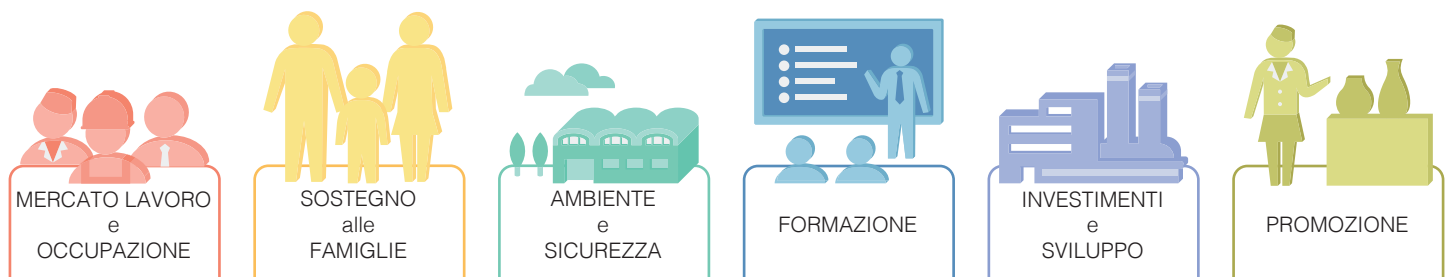 MERCATO LAVORO
e
OCCUPAZIONE
SOSTEGNO
alle
FAMIGLIE
AMBIENTE
e
SICUREZZA
FORMAZIONE
INVESTIMENTI
e
SVILUPPO
PROMOZIONE